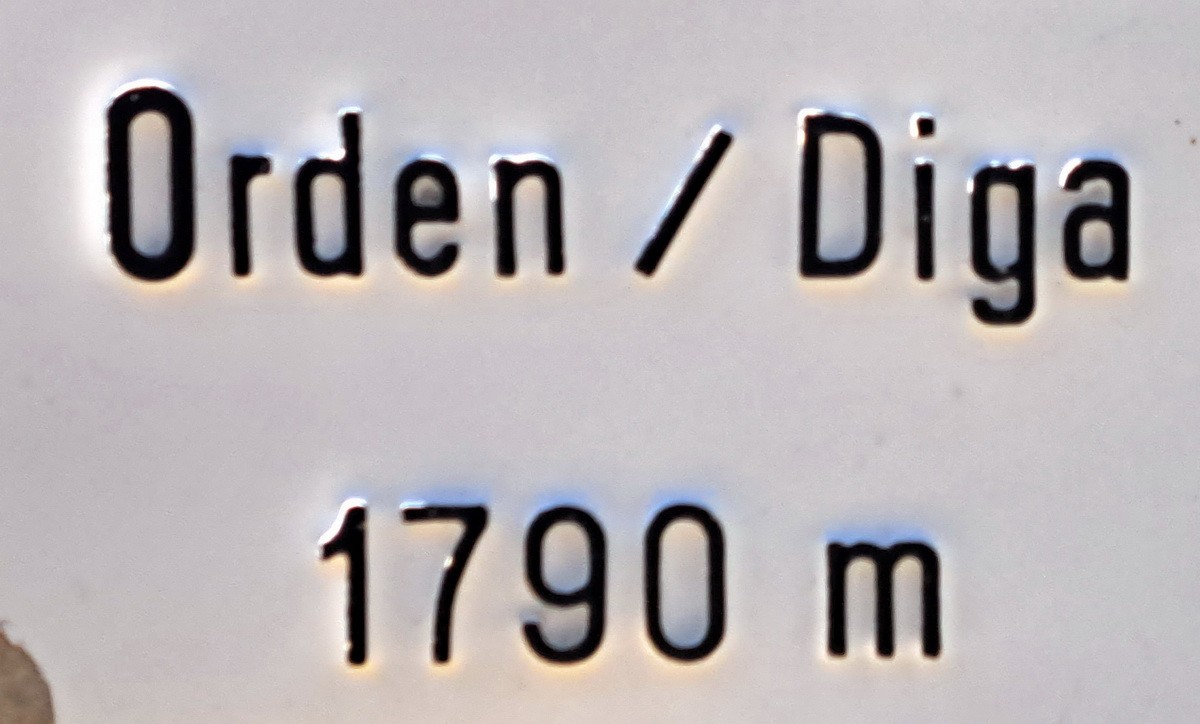 Orden / Diga
1790 m